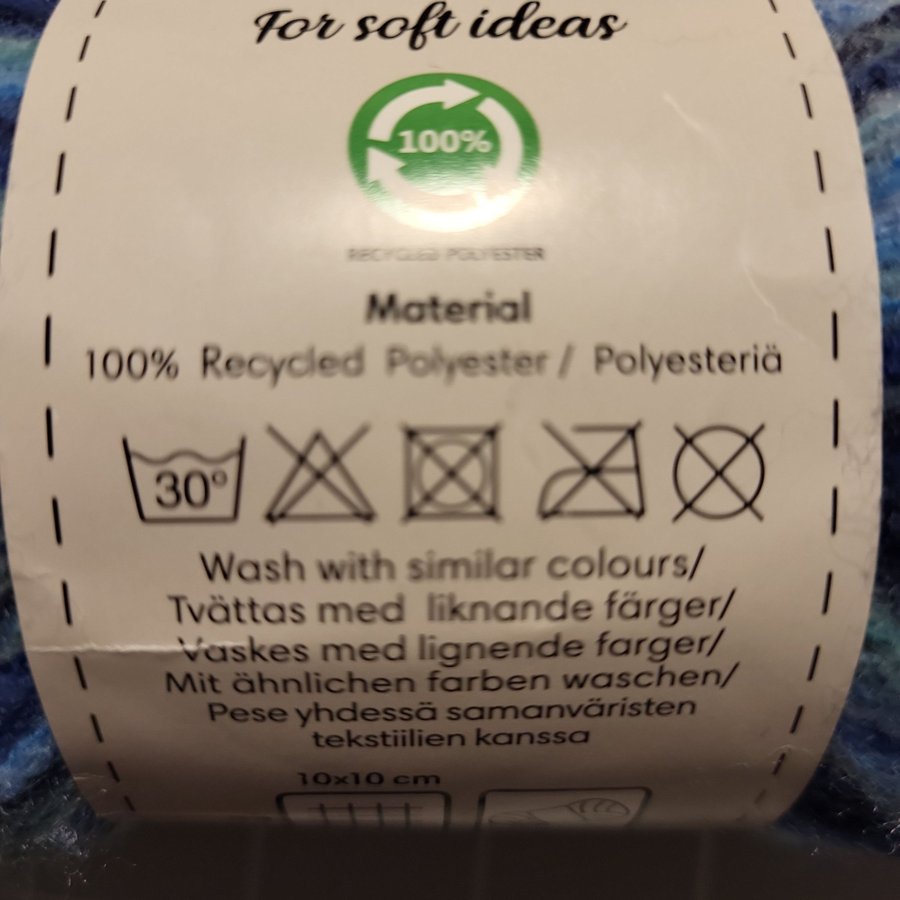 For soft ideas
100%
RECYCLED POLYESTER
Material
100% Recycled Polyester / Polyesteriä
30°
Wash with similar colours/
Tvättas med liknande färger/
Vaskes med lignende farger/
Mit ähnlichen farben waschen/
Pese yhdessä samanväristen
tekstiilien kanssa
10x10 cm